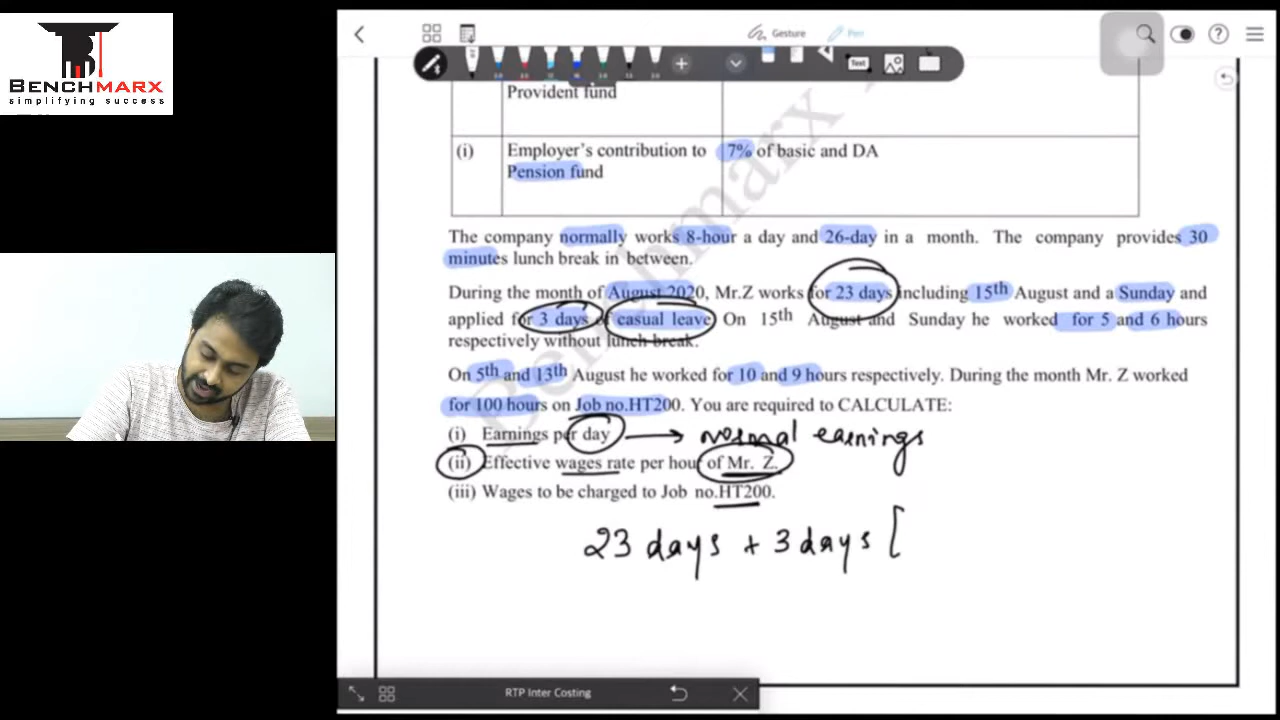 BENCHMARX
simplifying success
Gesture
Pen
Text
Provident fund
(i) Employer's contribution to 7% of basic and DA
Pension fund
The company normally works 8-hour a day and 26-day in a month. The company provides 30
minutes lunch break in between.
During the month of August 2020, Mr.Z works for 23 days including 15th August and a Sunday and
applied for 3 days of casual leave. On 15th August and Sunday he worked for 5 and 6 hours
respectively without lunch break.
On 5th and 13th August he worked for 10 and 9 hours respectively. During the month Mr. Z worked
for 100 hours on Job no.HT200. You are required to CALCULATE:
(i) Earnings per day → normal earnings
(ii) Effective wages rate per hour of Mr. Z.
(iii) Wages to be charged to Job no.HT200.
23 days + 3 days [
RTP Inter Costing